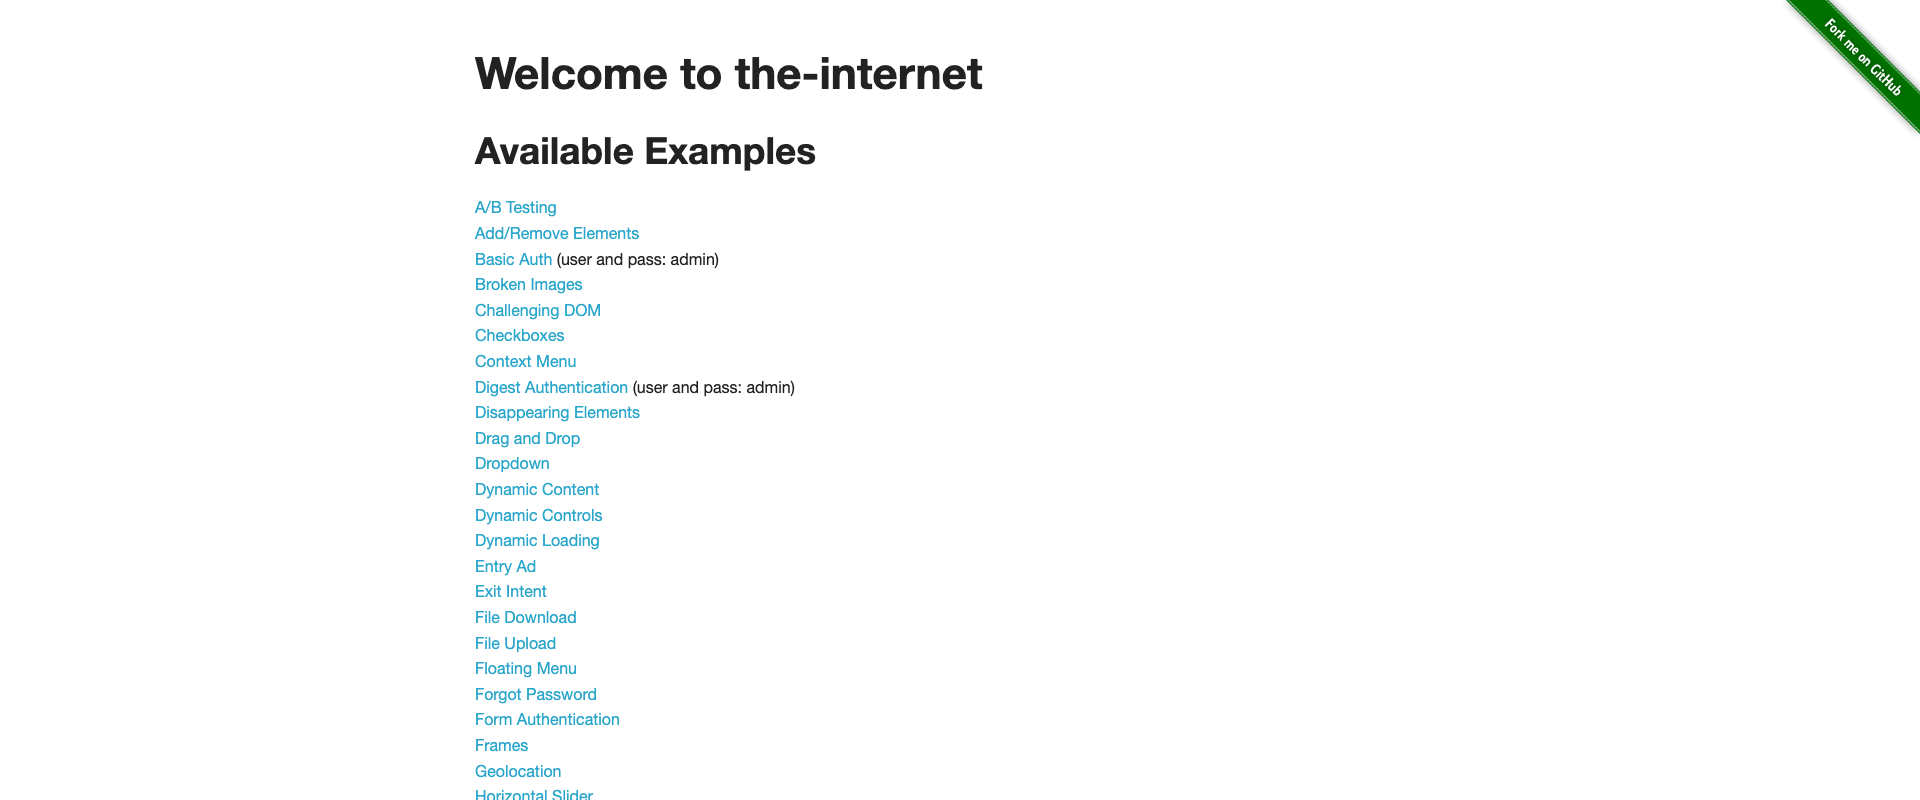 Fork me on GitHub
Welcome to the-internet
Available Examples
A/B Testing
Add/Remove Elements
Basic Auth (user and pass: admin)
Broken Images
Challenging DOM
Checkboxes
Context Menu
Digest Authentication (user and pass: admin)
Disappearing Elements
Drag and Drop
Dropdown
Dynamic Content
Dynamic Controls
Dynamic Loading
Entry Ad
Exit Intent
File Download
File Upload
Floating Menu
Forgot Password
Form Authentication
Frames
Geolocation
Horizontal Slider